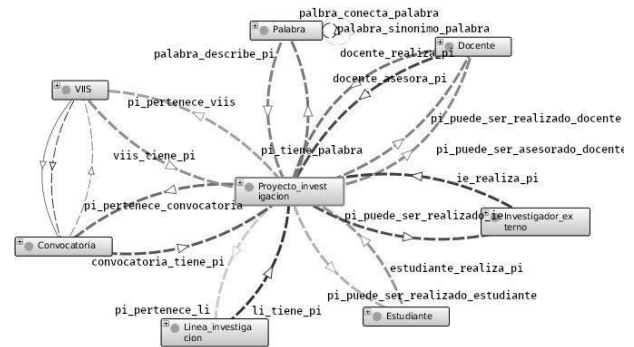 palbra_conecta_palabra
Palabra
palabra_sinonimo_palabra
palabra_describe_pi
docente_realiza_pi
Docente
VIIS
docente_asesora_pi
pi_pertenece_viis
pi_puede_ser_realizado_docente
viis_tiene_pi
pi_tiene_palabra
pi_puede_ser_asesorado_docente
ie_realiza_pi
Proyecto_invest
igacion
pi_pertenece_convocatoria
pi_puede_ser_realizado_ie
Investigador_ex
terno
Convocatoria
convocatoria_tiene_pi
estudiante_realiza_pi
pi_puede_ser_realizado_estudiante
pi_pertenece_li
li_tiene_pi
Estudiante
Linea_investiga
cion